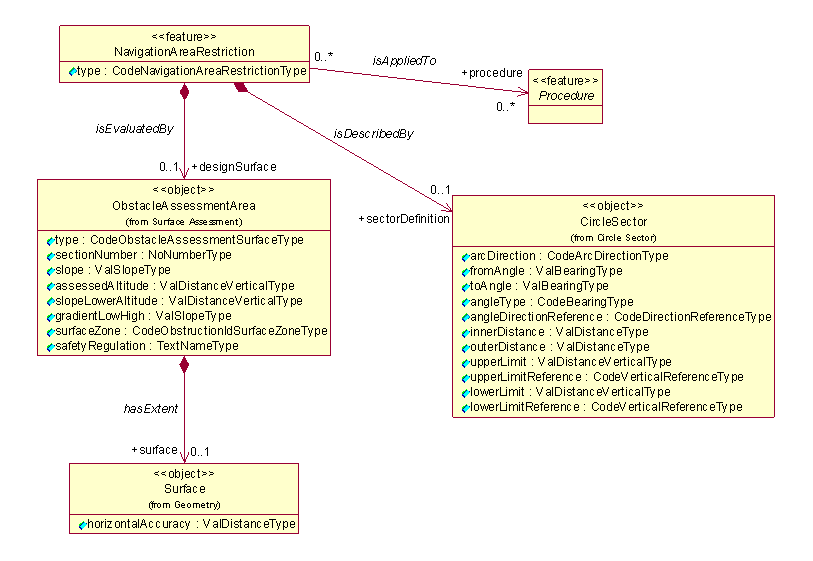 <<feature>>
NavigationAreaRestriction
type : CodeNavigationAreaRestrictionType
0..*
isAppliedTo
+procedure
0..*
<<feature>>
Procedure
isEvaluatedBy
0..1
+designSurface
isDescribedBy
0..1
+sectorDefinition
<<object>>
ObstacleAssessmentArea
(from Surface Assessment)
type : CodeObstacleAssessmentSurfaceType
sectionNumber : NoNumberType
slope : ValSlopeType
assessedAltitude : ValDistanceVerticalType
slopeLowerAltitude : ValDistanceVerticalType
gradientLowHigh : ValSlopeType
surfaceZone : CodeObstructionIdSurfaceZoneType
safetyRegulation : TextNameType
<<object>>
CircleSector
(from Circle Sector)
arcDirection : CodeArcDirectionType
fromAngle : ValBearingType
toAngle : ValBearingType
angleType : CodeBearingType
angleDirectionReference : CodeDirectionReferenceType
innerDistance : ValDistanceType
outerDistance : ValDistanceType
upperLimit : ValDistanceVerticalType
upperLimitReference : CodeVerticalReferenceType
lowerLimit : ValDistanceVerticalType
lowerLimitReference : CodeVerticalReferenceType
hasExtent
+surface
0..1
<<object>>
Surface
(from Geometry)
horizontalAccuracy : ValDistanceType